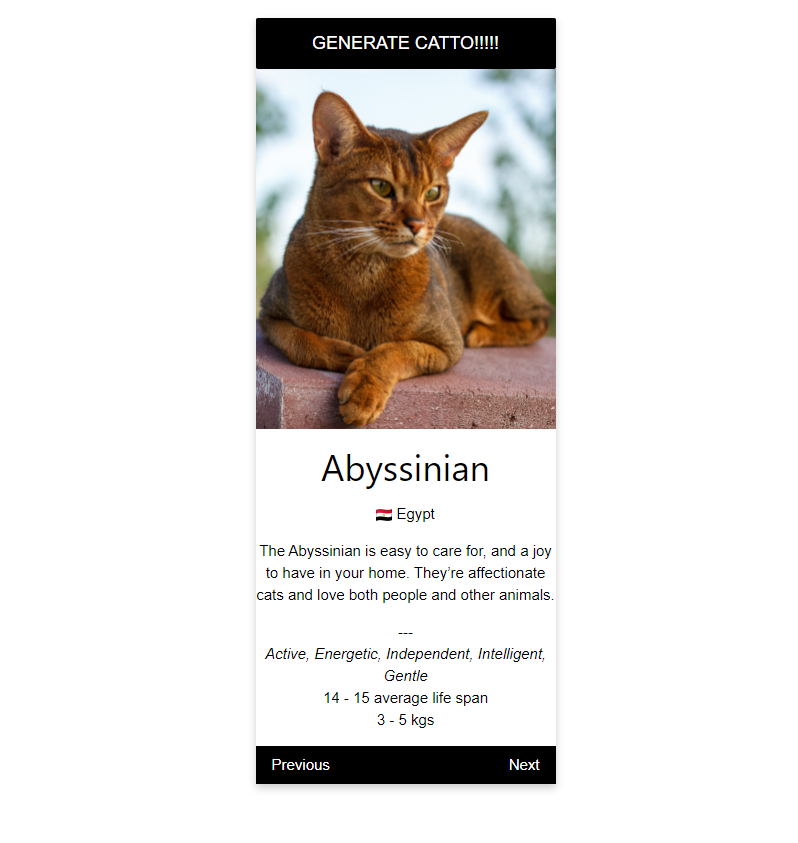 GENERATE CATTO!!!!!
Abyssinian
🇪🇬 Egypt
The Abyssinian is easy to care for, and a joy
to have in your home. They’re affectionate
cats and love both people and other animals.
---
Active, Energetic, Independent, Intelligent,
Gentle
14 - 15 average life span
3 - 5 kgs
Previous
Next